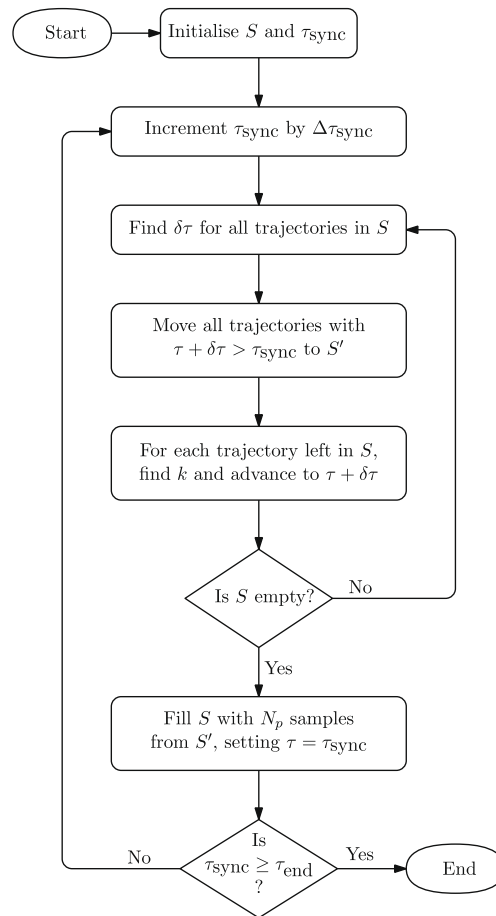 Start
Initialise S and τsync
Increment τsync by Δτsync
Find δτ for all trajectories in S
Move all trajectories with
τ + δτ > τsync to S′
For each trajectory left in S,
find k and advance to τ + δτ
Is S empty?
No
Yes
Fill S with Np samples
from S′, setting τ = τsync
Is
τsync ≥ τend
?
No
Yes
End